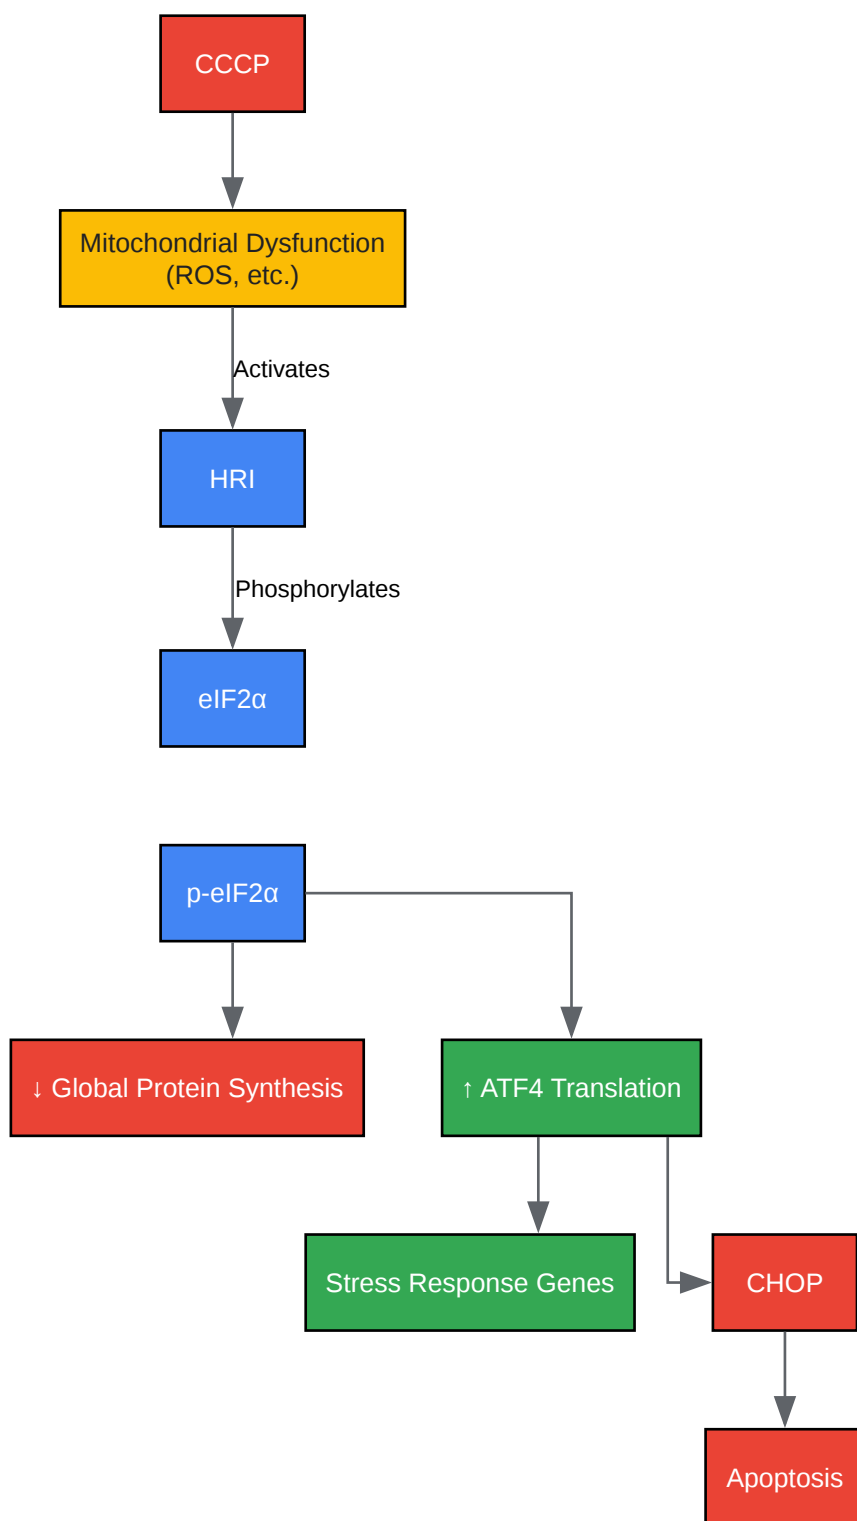 CCCP
Mitochondrial Dysfunction
(ROS, etc.)
Activates
HRI
Phosphorylates
eIF2α
p-eIF2α
↓ Global Protein Synthesis
↑ ATF4 Translation
Stress Response Genes
CHOP
Apoptosis